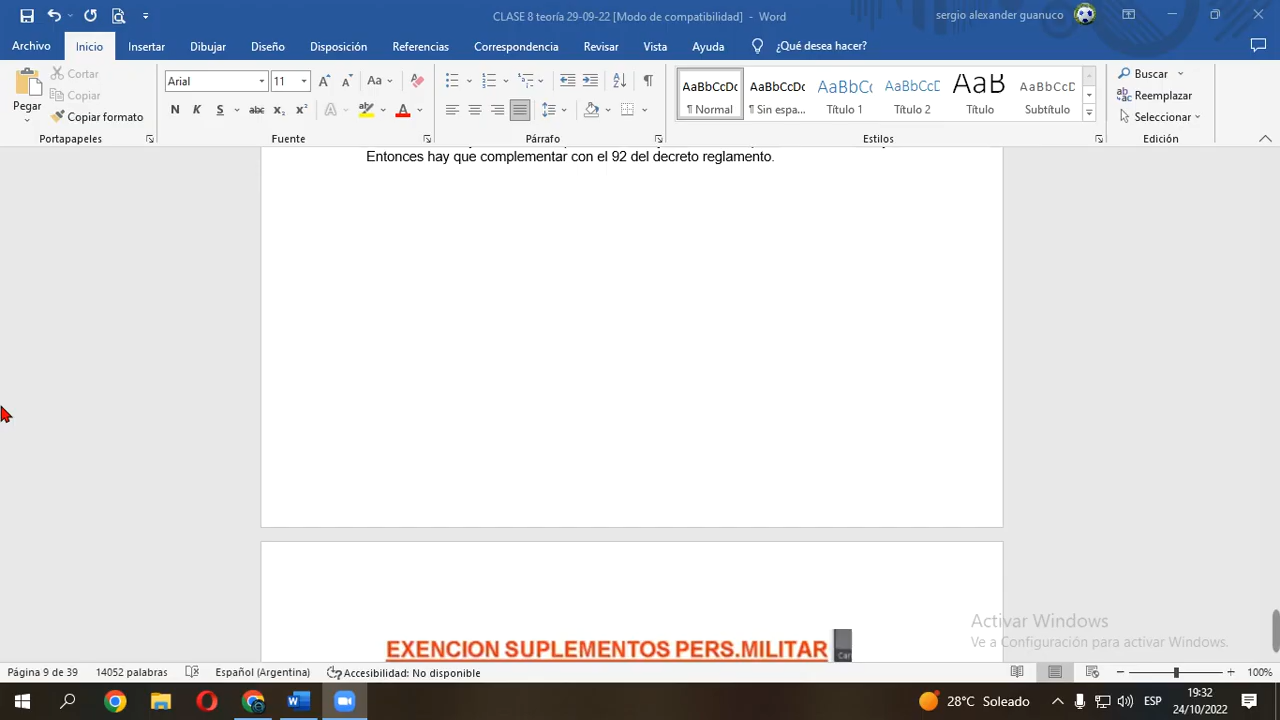 CLASE 8 teoría 29-09-22 [Modo de compatibilidad] - Word
sergio alexander guanuco
Archivo Inicio Insertar Dibujar Diseño Disposición Referencias Correspondencia Revisar Vista Ayuda ¿Qué desea hacer?
Pegar
Cortar
Copiar
Copiar formato
Portapapeles
Arial 11
Aa
N K S abc x₂ x² A A
Fuente
Párrafo
AaBbCcDc AaBbCcDc AaBbCc AaBbCcD AaB AaBbCcD
¶ Normal ¶ Sin espa... Título 1 Título 2 Título Subtítulo
Estilos
Buscar
Reemplazar
Seleccionar
Edición
Entonces hay que complementar con el 92 del decreto reglamento.
EXENCION SUPLEMENTOS PERS.MILITAR
Activar Windows
Ve a Configuración para activar Windows.
Página 9 de 39 14052 palabras Español (Argentina) Accesibilidad: No disponible 100%
28°C Soleado ESP 19:32
24/10/2022